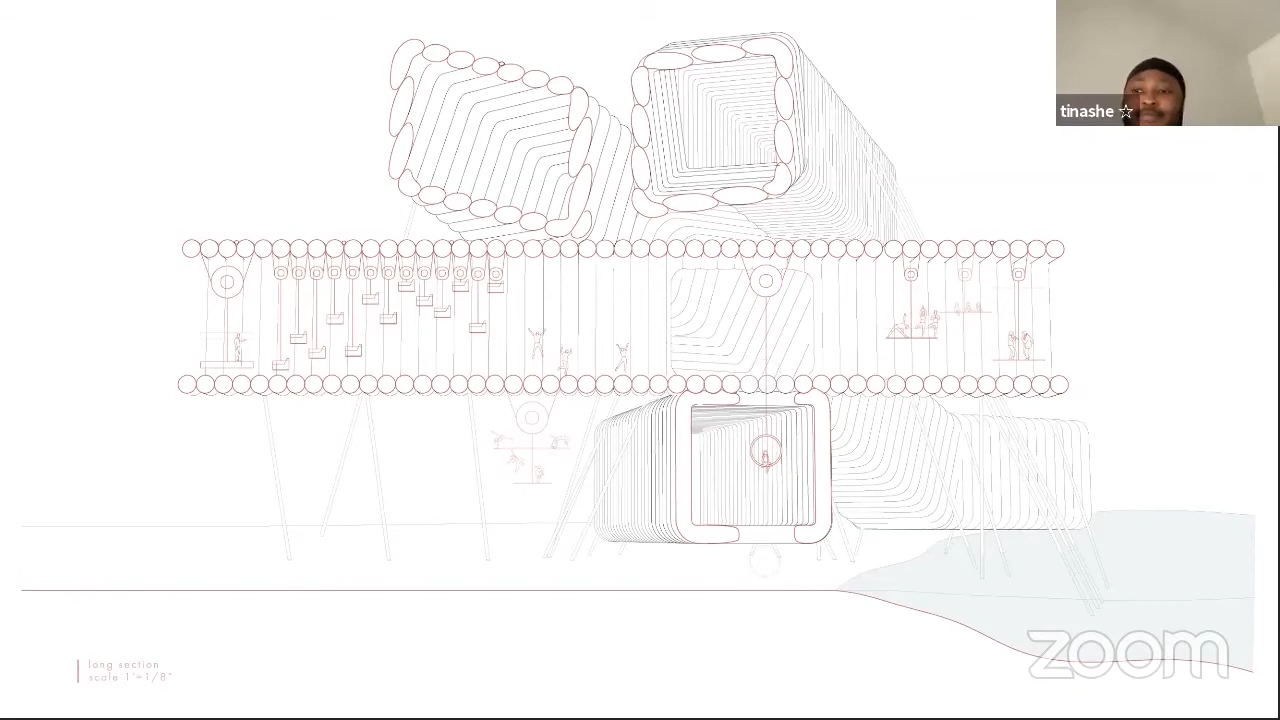 tinashe ☆
long section
scale 1'=1/8"
zoom